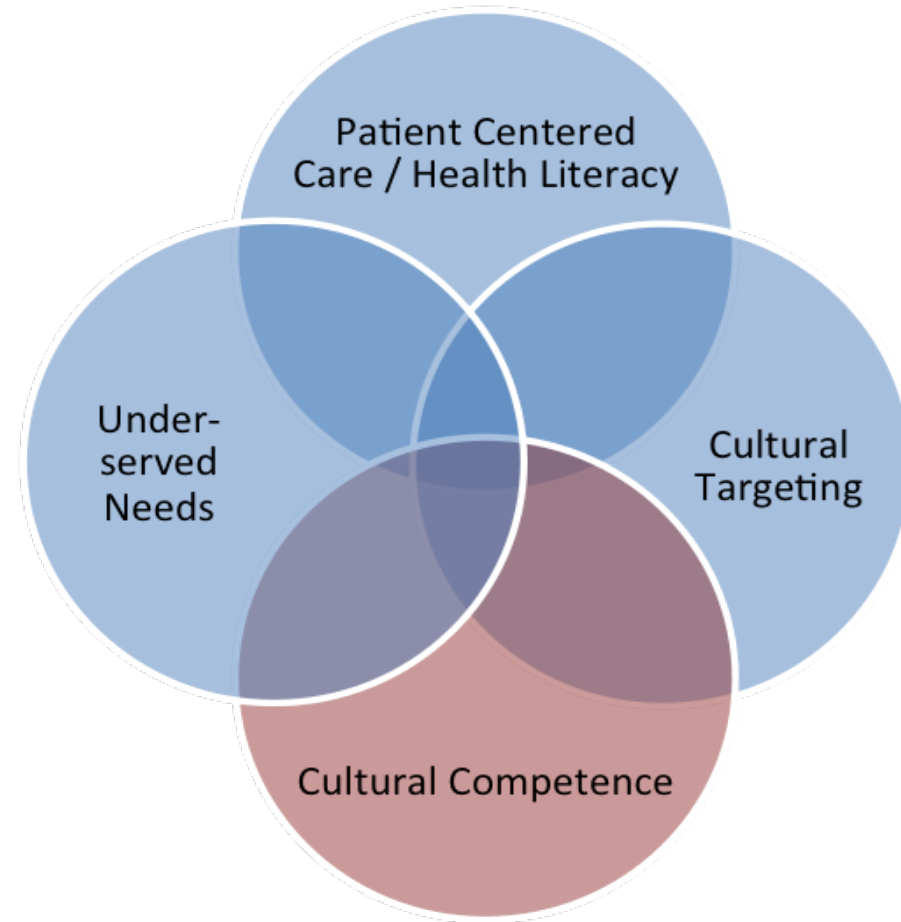 Patient Centered
Care / Health Literacy
Under-
served
Needs
Cultural
Targeting
Cultural Competence